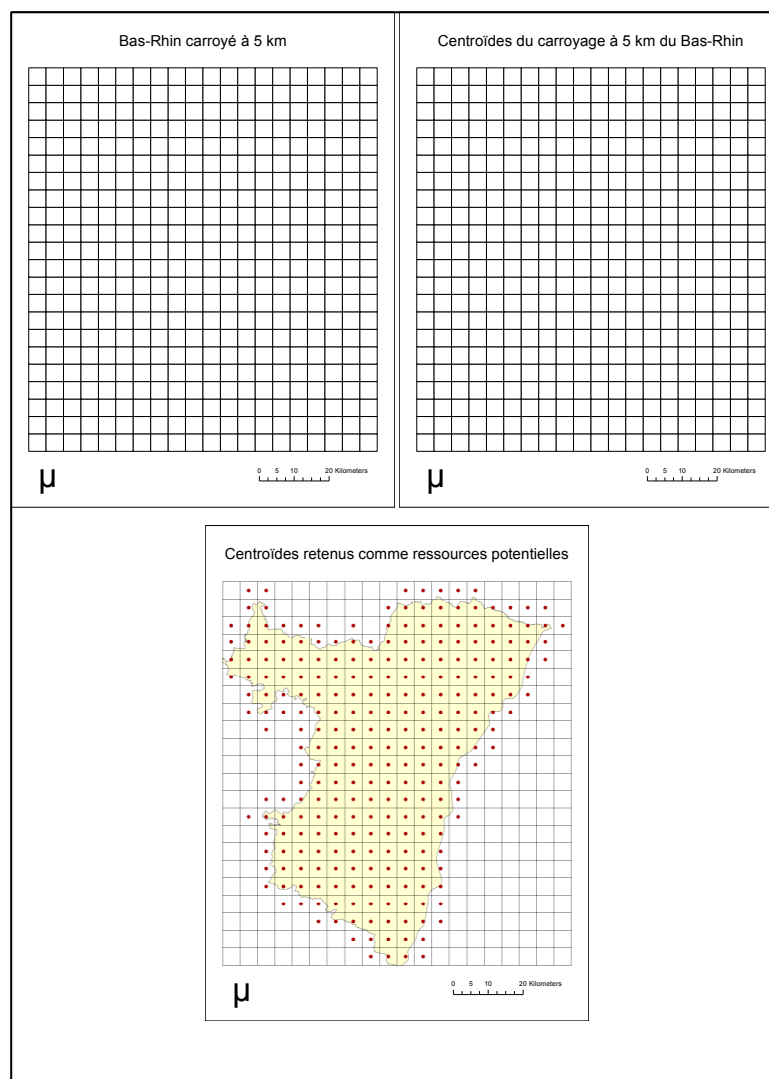 Bas-Rhin carroyé à 5 km
Centroïdes du carroyage à 5 km du Bas-Rhin
µ
0 5 10 20 Kilometers
µ
0 5 10 20 Kilometers
Centroïdes retenus comme ressources potentielles
µ
0 5 10 20 Kilometers